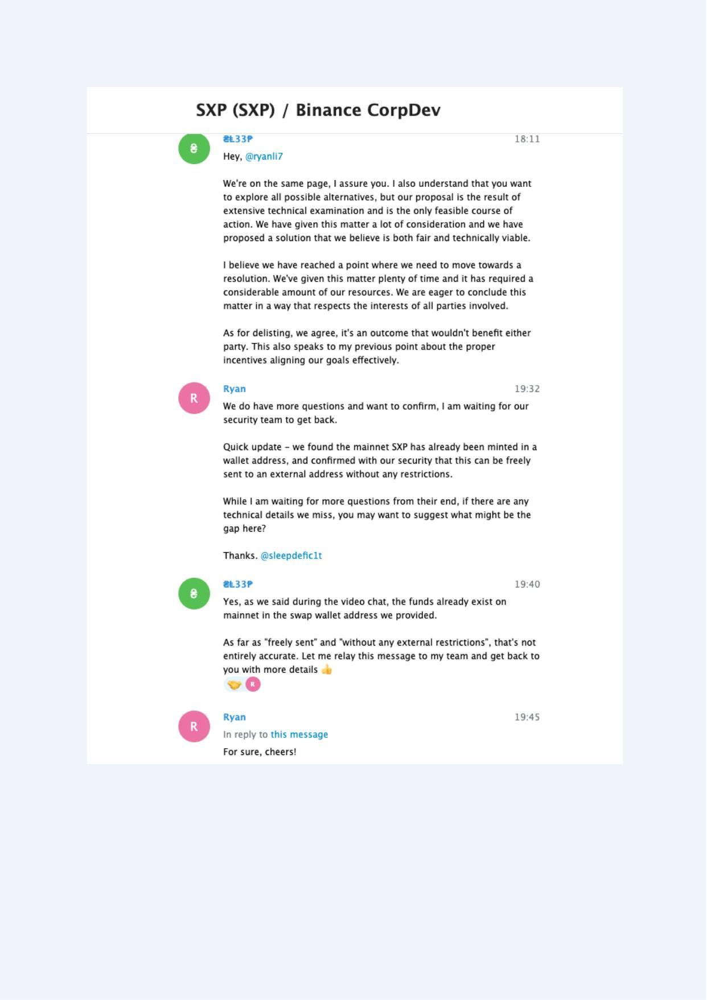 SXP (SXP) / Binance CorpDev
₴Ł33₱ 18:11
Hey, @ryanli7
We're on the same page, I assure you. I also understand that you want
to explore all possible alternatives, but our proposal is the result of
extensive technical examination and is the only feasible course of
action. We have given this matter a lot of consideration and we have
proposed a solution that we believe is both fair and technically viable.
I believe we have reached a point where we need to move towards a
resolution. We've given this matter plenty of time and it has required a
considerable amount of our resources. We are eager to conclude this
matter in a way that respects the interests of all parties involved.
As for delisting, we agree, it's an outcome that wouldn't benefit either
party. This also speaks to my previous point about the proper
incentives aligning our goals effectively.
R
Ryan 19:32
We do have more questions and want to confirm, I am waiting for our
security team to get back.
Quick update – we found the mainnet SXP has already been minted in a
wallet address, and confirmed with our security that this can be freely
sent to an external address without any restrictions.
While I am waiting for more questions from their end, if there are any
technical details we miss, you may want to suggest what might be the
gap here?
Thanks. @sleepdefic1t
₴
₴Ł33₱ 19:40
Yes, as we said during the video chat, the funds already exist on
mainnet in the swap wallet address we provided.
As far as "freely sent" and "without any external restrictions", that's not
entirely accurate. Let me relay this message to my team and get back to
you with more details 👍
🤝 R
R
Ryan 19:45
In reply to this message
For sure, cheers!